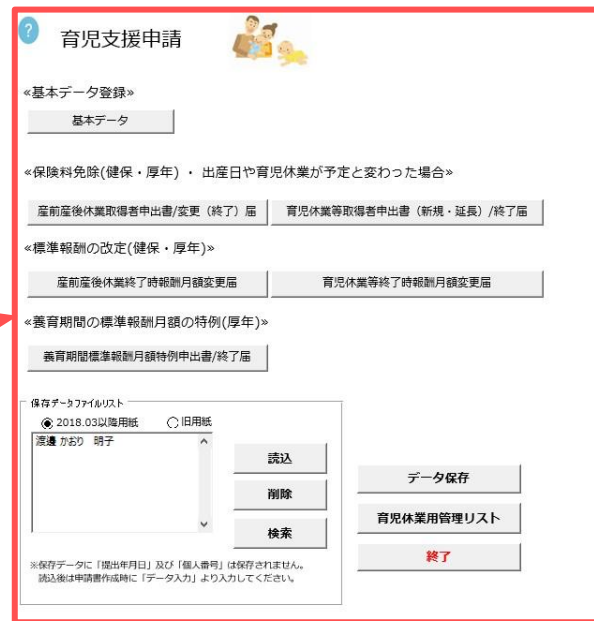 ?
育児支援申請
«基本データ登録»
基本データ
«保険料免除(健保・厚年) ・ 出産日や育児休業が予定と変わった場合»
産前産後休業取得者申出書/変更（終了）届
育児休業等取得者申出書（新規・延長）/終了届
«標準報酬の改定(健保・厚年)»
産前産後休業終了時報酬月額変更届
育児休業等終了時報酬月額変更届
«養育期間の標準報酬月額の特例(厚年)»
養育期間標準報酬月額特例申出書/終了届
保存データファイルリスト
2018.03以降用紙
旧用紙
渡邊 かおり 明子
読込
削除
検索
※保存データに「提出年月日」及び「個人番号」は保存されません。
読込後は申請書作成時に「データ入力」より入力してください。
データ保存
育児休業用管理リスト
終了